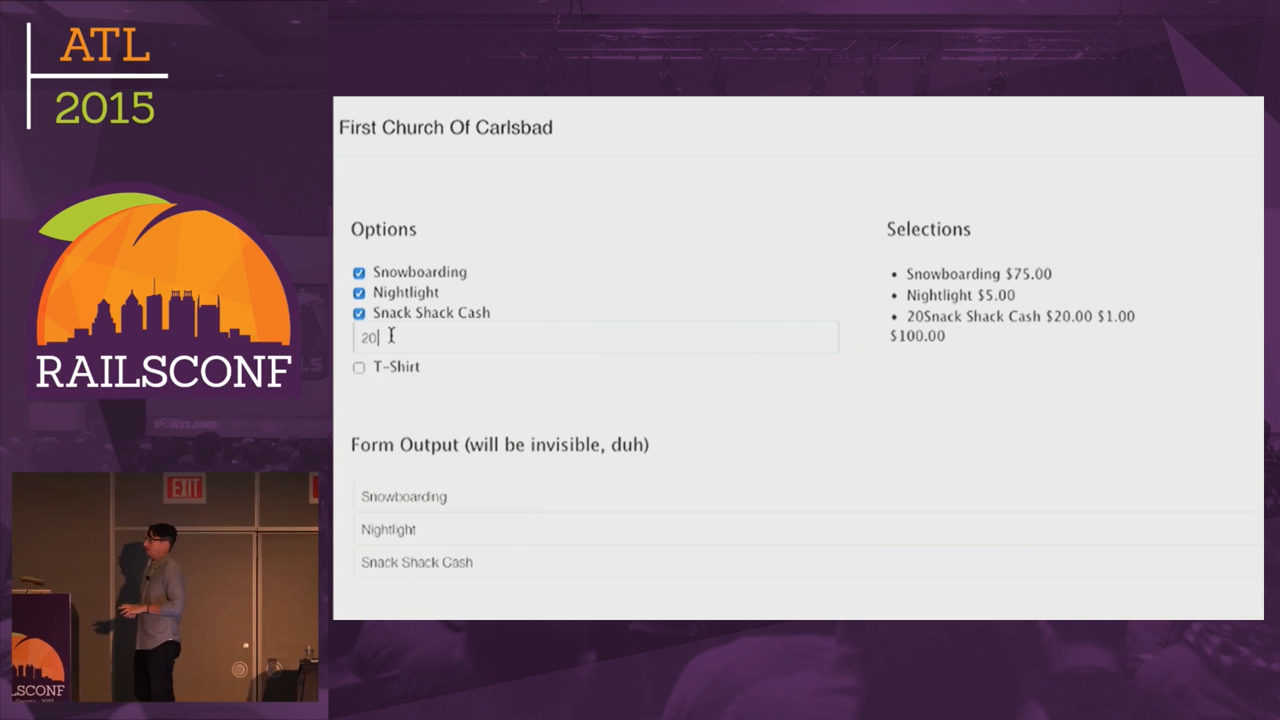 ATL
2015
RAILSCONF
First Church Of Carlsbad
Options
Snowboarding
Nightlight
Snack Shack Cash
20
T-Shirt
Selections
Snowboarding $75.00
Nightlight $5.00
20Snack Shack Cash $20.00 $1.00
$100.00
Form Output (will be invisible, duh)
Snowboarding
Nightlight
Snack Shack Cash
EXIT
LSCONF